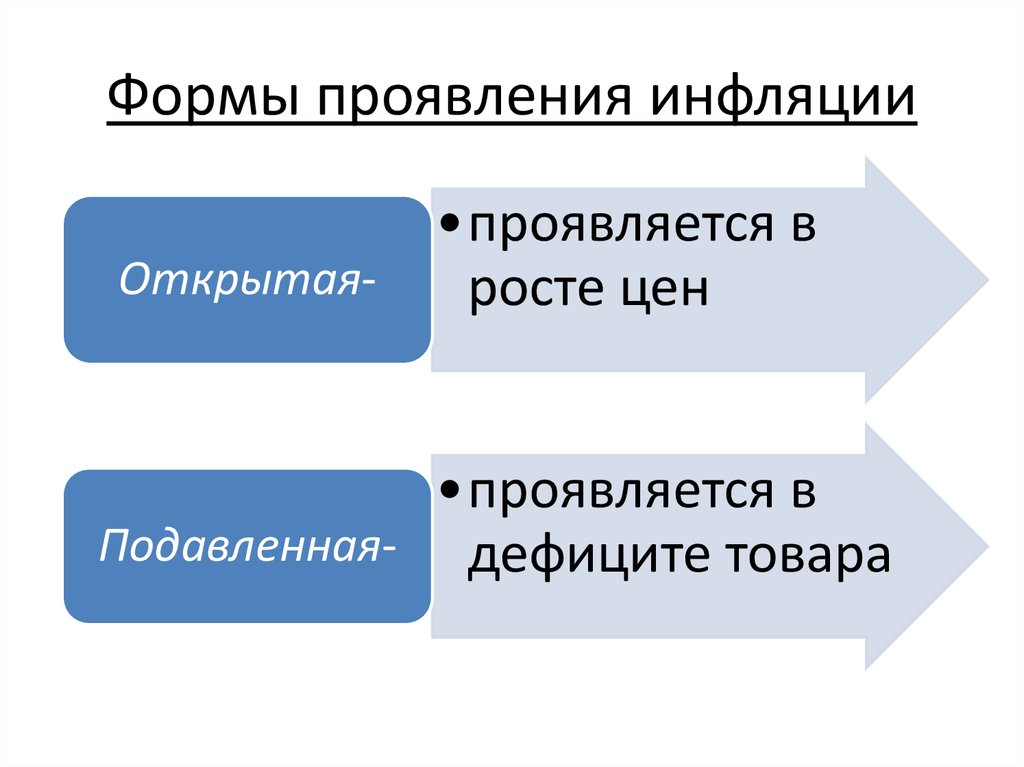 Формы проявления инфляции
Открытая-
•проявляется в
росте цен
Подавленная-
•проявляется в
дефиците товара